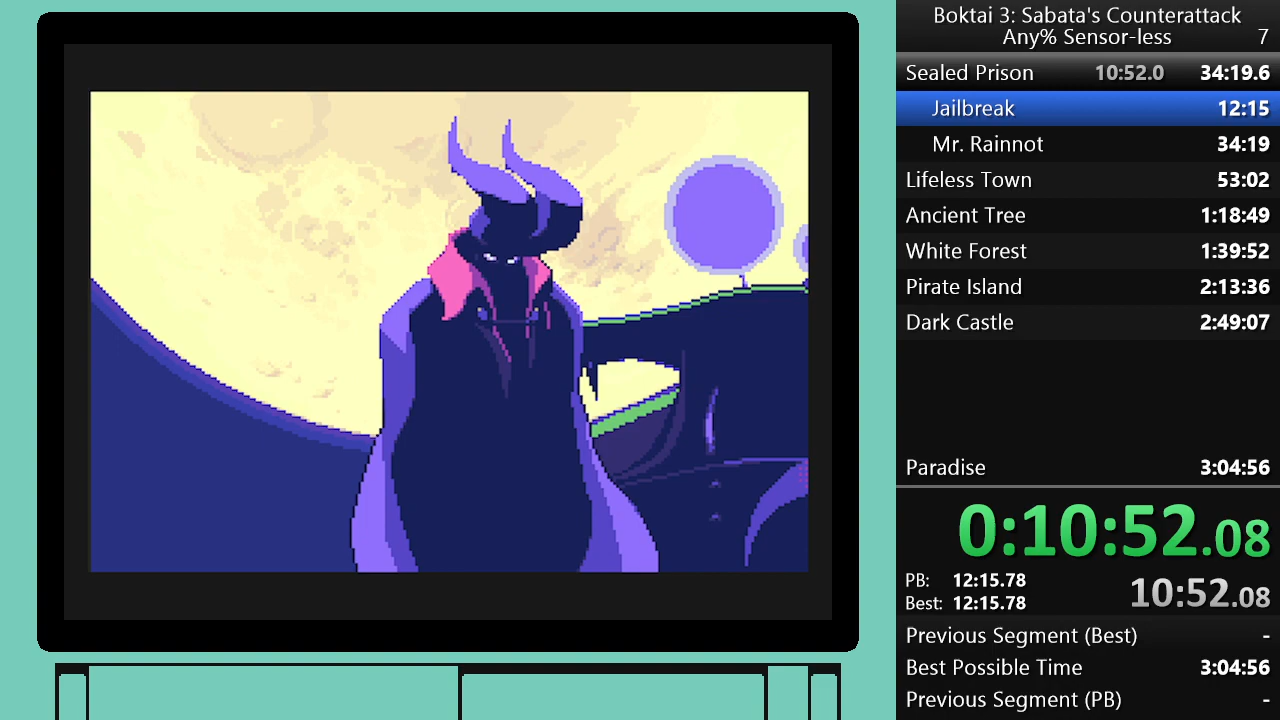 Boktai 3: Sabata's Counterattack
Any% Sensor-less 7
Sealed Prison 10:52.0 34:19.6
Jailbreak 12:15
Mr. Rainnot 34:19
Lifeless Town 53:02
Ancient Tree 1:18:49
White Forest 1:39:52
Pirate Island 2:13:36
Dark Castle 2:49:07
Paradise 3:04:56
0:10:52.08
PB: 12:15.78
Best: 12:15.78
10:52.08
Previous Segment (Best) -
Best Possible Time 3:04:56
Previous Segment (PB) -